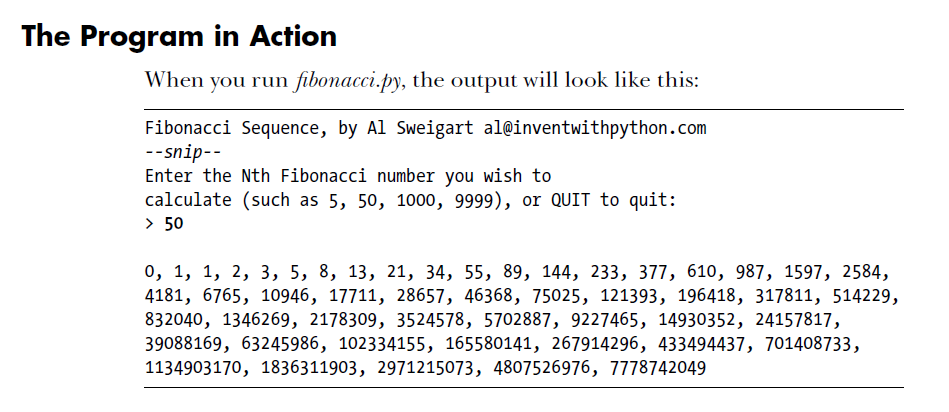 The Program in Action
When you run fibonacci.py, the output will look like this:
Fibonacci Sequence, by Al Sweigart al@inventwithpython.com
--snip--
Enter the Nth Fibonacci number you wish to
calculate (such as 5, 50, 1000, 9999), or QUIT to quit:
> 50
0, 1, 1, 2, 3, 5, 8, 13, 21, 34, 55, 89, 144, 233, 377, 610, 987, 1597, 2584,
4181, 6765, 10946, 17711, 28657, 46368, 75025, 121393, 196418, 317811, 514229,
832040, 1346269, 2178309, 3524578, 5702887, 9227465, 14930352, 24157817,
39088169, 63245986, 102334155, 165580141, 267914296, 433494437, 701408733,
1134903170, 1836311903, 2971215073, 4807526976, 7778742049